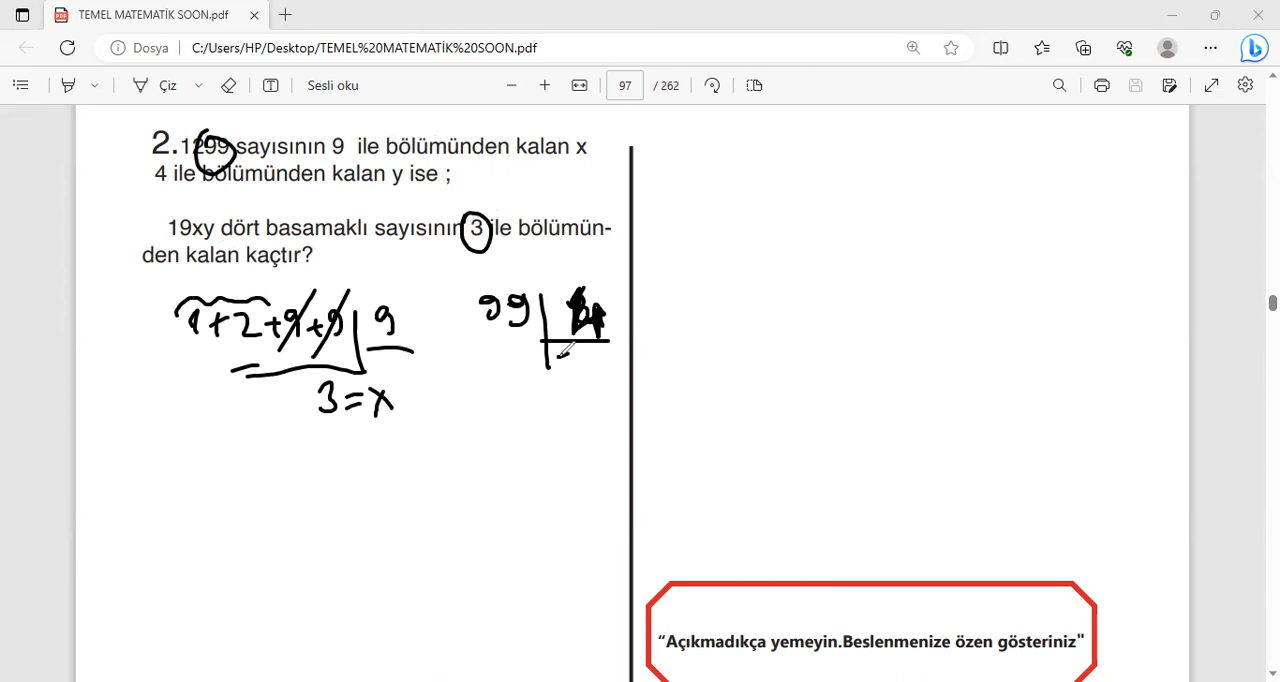 TEMEL MATEMATİK SOON.pdf
Dosya C:/Users/HP/Desktop/TEMEL%20MATEMATİK%20SOON.pdf
Çiz Sesli oku 97 / 262
2. 1299 sayısının 9 ile bölümünden kalan x
4 ile bölümünden kalan y ise ;
19xy dört basamaklı sayısının 3 ile bölümün-
den kalan kaçtır?
1+2+9+9 9 99
3=x
“Açıkmadıkça yemeyin.Beslenmenize özen gösteriniz"